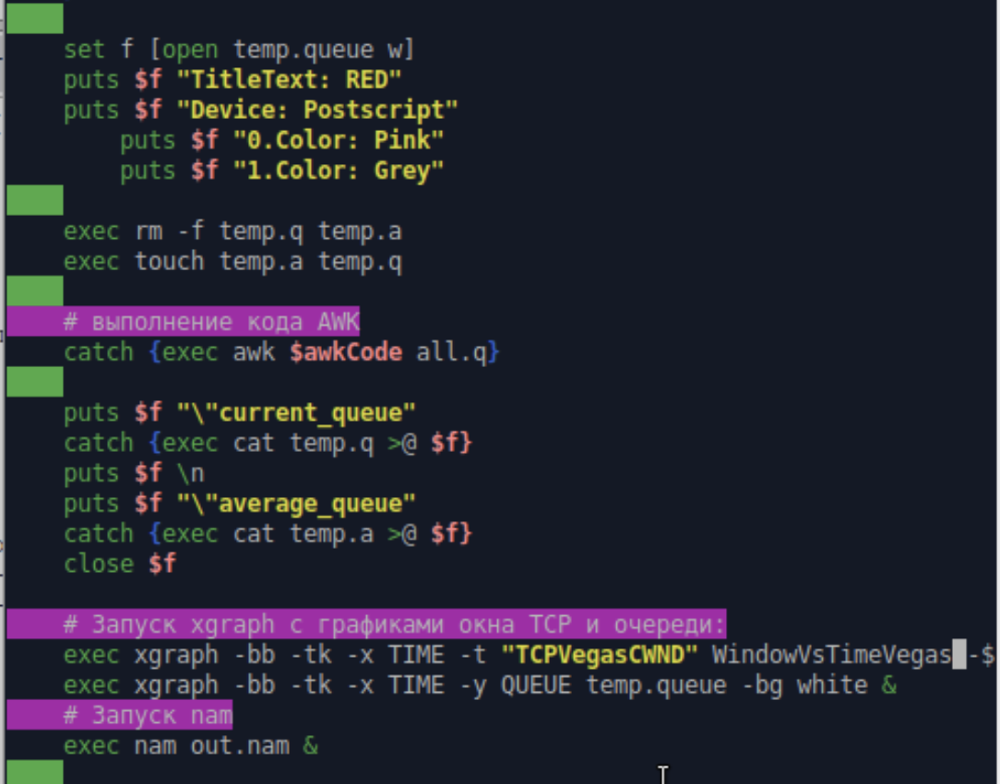 set f [open temp.queue w]
puts $f "TitleText: RED"
puts $f "Device: Postscript"
puts $f "0.Color: Pink"
puts $f "1.Color: Grey"
exec rm -f temp.q temp.a
exec touch temp.a temp.q
# выполнение кода AWK
catch {exec awk $awkCode all.q}
puts $f "\"current_queue"
catch {exec cat temp.q >@ $f}
puts $f \n
puts $f "\"average_queue"
catch {exec cat temp.a >@ $f}
close $f
# Запуск xgraph с графиками окна TCP и очереди:
exec xgraph -bb -tk -x TIME -t "TCPVegasCWND" WindowVsTimeVegas -$
exec xgraph -bb -tk -x TIME -y QUEUE temp.queue -bg white &
# Запуск nam
exec nam out.nam &